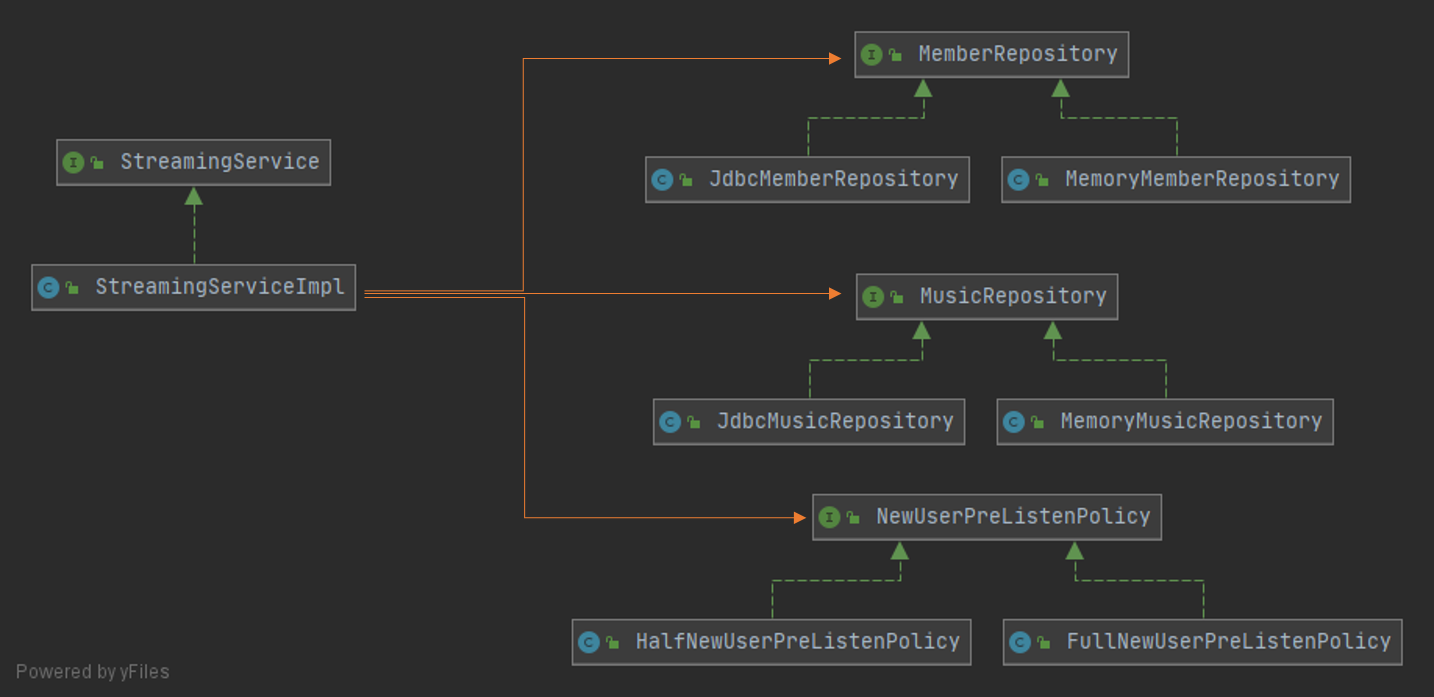 MemberRepository
StreamingService
JdbcMemberRepository
MemoryMemberRepository
StreamingServiceImpl
MusicRepository
JdbcMusicRepository
MemoryMusicRepository
NewUserPreListenPolicy
HalfNewUserPreListenPolicy
FullNewUserPreListenPolicy
Powered by yFiles